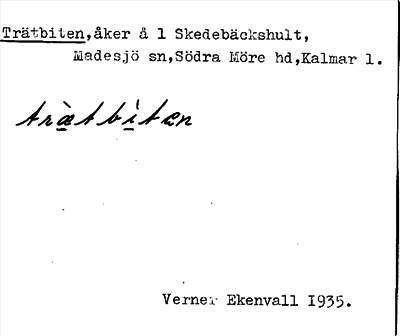 Trätbiten,åker å 1 Skedebäckshult,
Madesjö sn,Södra Möre hd,Kalmar l.
trätbiten
Verner Ekenvall 1935.